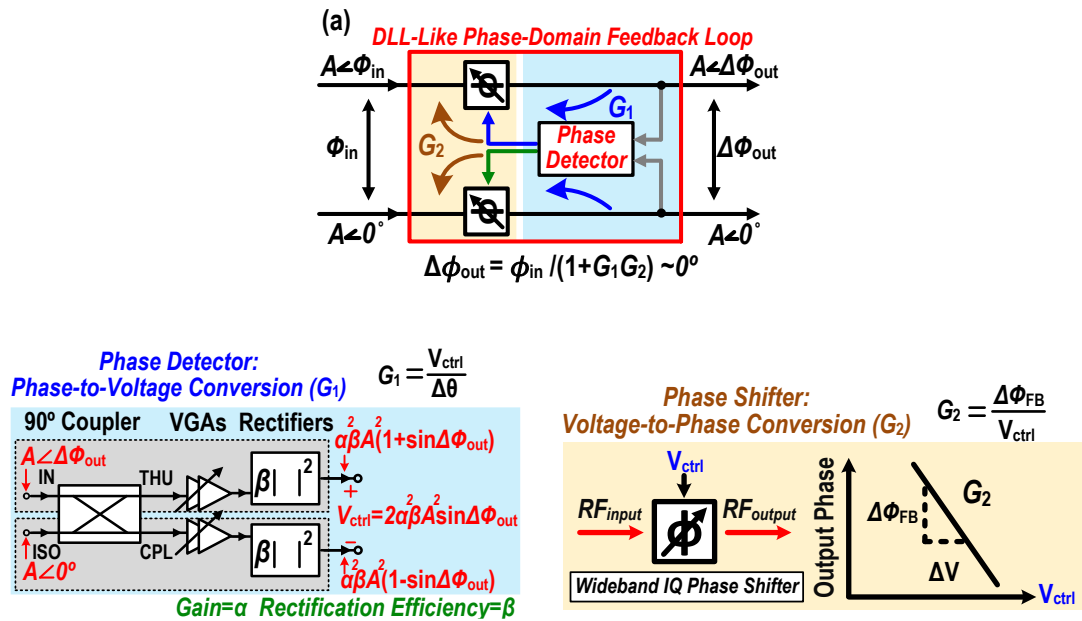 (a)
DLL-Like Phase-Domain Feedback Loop
A∠Φin
A∠ΔΦout
ϕ
G1
Φin
G2
Phase
Detector
ΔΦout
ϕ
A∠0°
A∠0°
Δϕout = ϕin /(1+G1G2) ~0º
Phase Detector:
Phase-to-Voltage Conversion (G1)
G1 = Vctrl / Δθ
90º Coupler VGAs Rectifiers
α²βA²(1+sinΔΦout)
A∠ΔΦout
IN
THU
β| |²
+
Vctrl=2α²βA²sinΔΦout
ISO
CPL
β| |²
−
A∠0°
α²βA²(1-sinΔΦout)
Gain=α Rectification Efficiency=β
Phase Shifter:
Voltage-to-Phase Conversion (G2)
G2 = ΔΦFB / Vctrl
Vctrl
RFinput
ϕ
RFoutput
Wideband IQ Phase Shifter
Output Phase
G2
ΔΦFB
ΔV
Vctrl